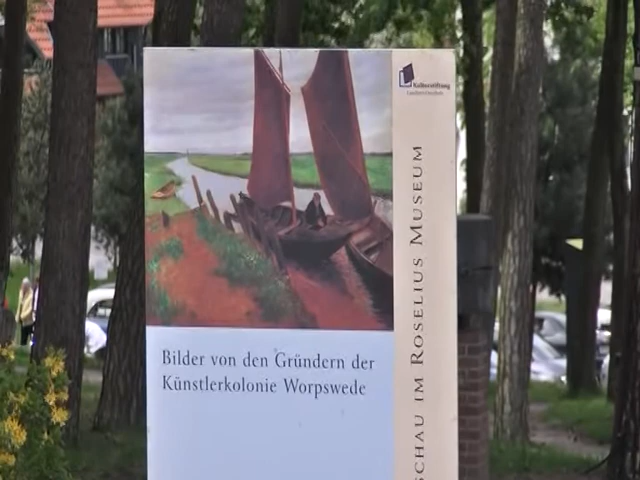 Kulturstiftung
Bilder von den Gründern der
Künstlerkolonie Worpswede
SCHAU IM ROSELIUS MUSEUM